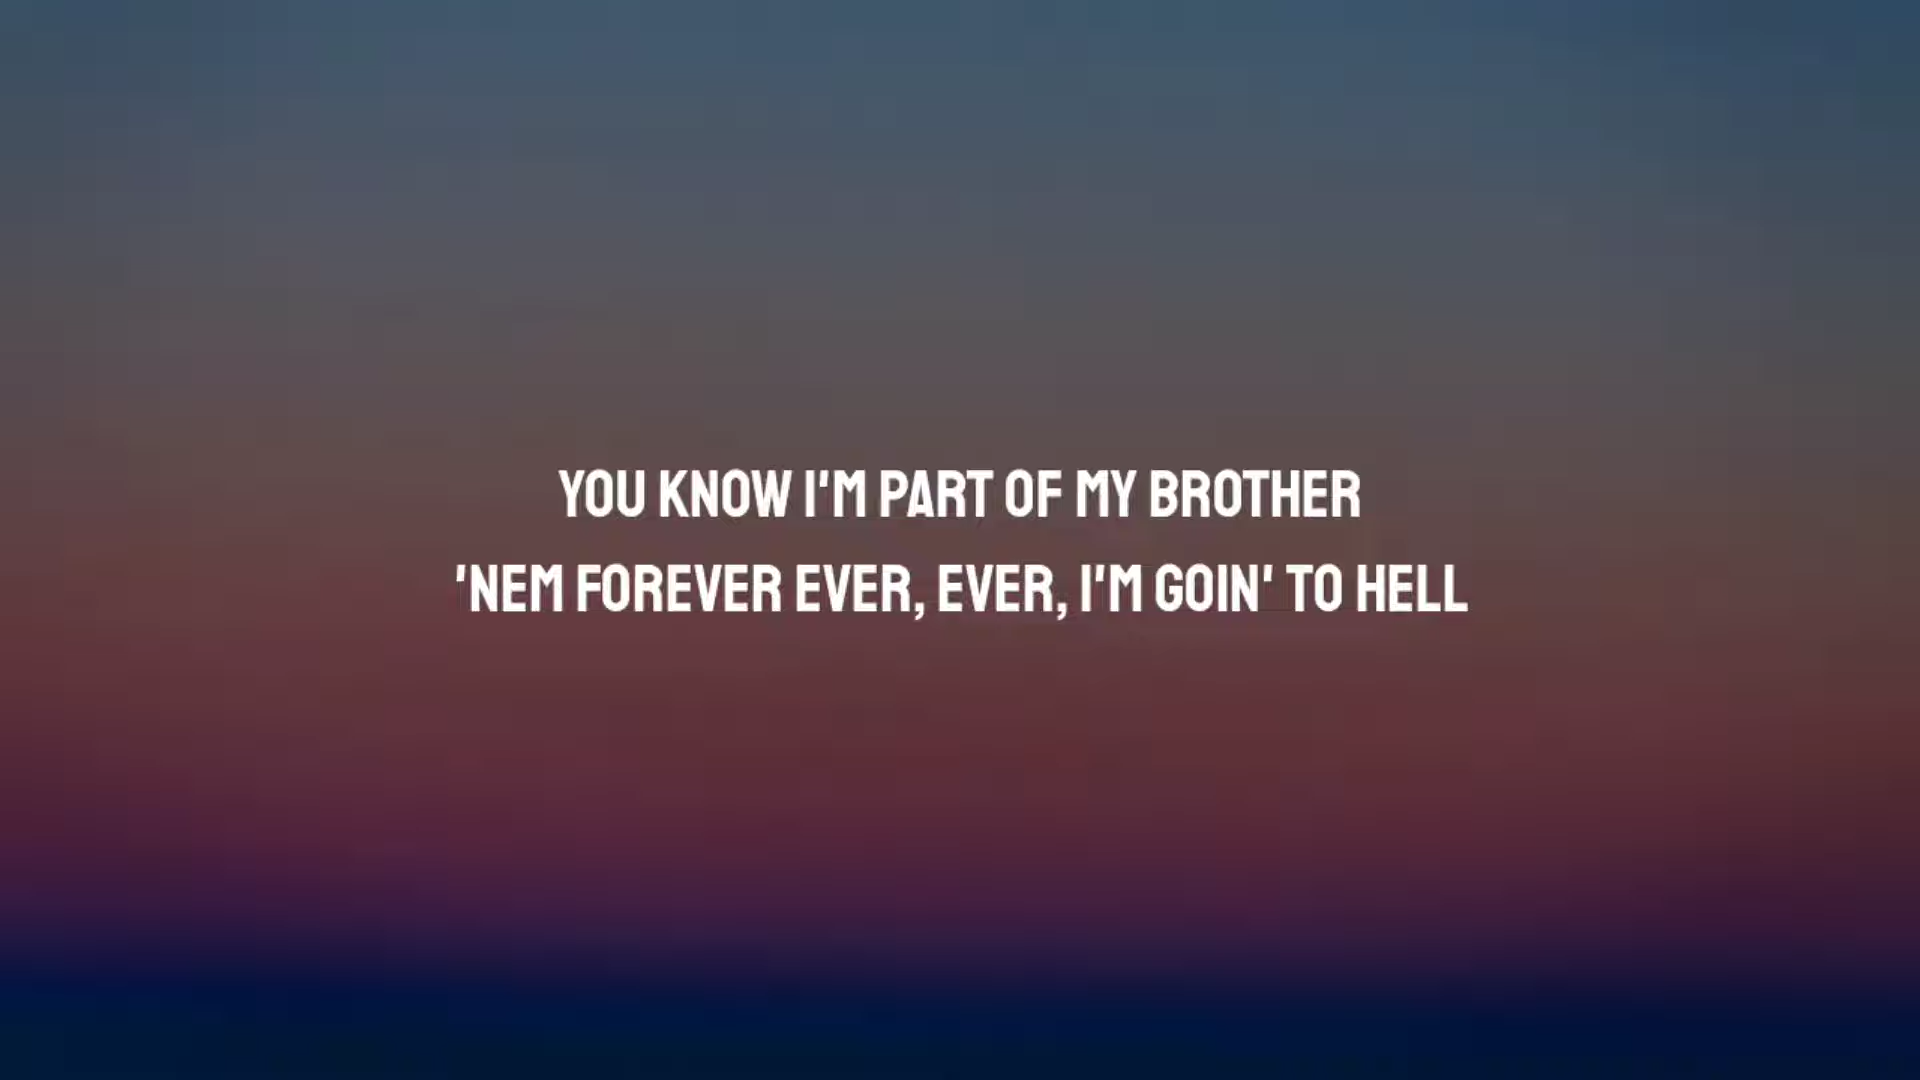 YOU KNOW I'M PART OF MY BROTHER
'NEM FOREVER EVER, EVER, I'M GOIN' TO HELL